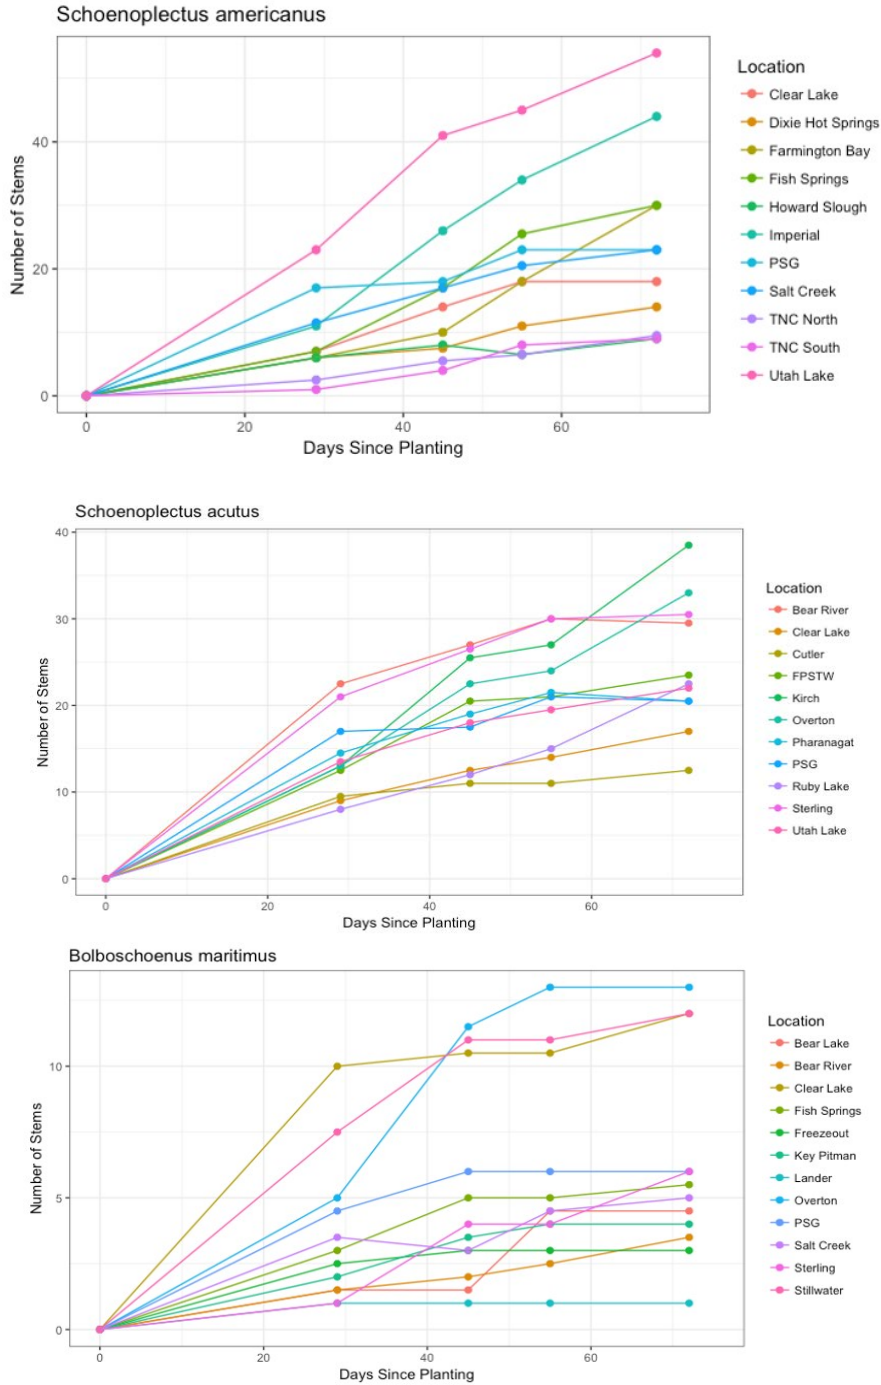 Schoenoplectus americanus
Number of Stems
40
20
0
0 20 40 60
Days Since Planting
Location
Clear Lake
Dixie Hot Springs
Farmington Bay
Fish Springs
Howard Slough
Imperial
PSG
Salt Creek
TNC North
TNC South
Utah Lake
Schoenoplectus acutus
Number of Stems
40
30
20
10
0
0 20 40 60
Days Since Planting
Location
Bear River
Clear Lake
Cutler
FPSTW
Kirch
Overton
Pharanagat
PSG
Ruby Lake
Sterling
Utah Lake
Bolboschoenus maritimus
Number of Stems
10
5
0
0 20 40 60
Days Since Planting
Location
Bear Lake
Bear River
Clear Lake
Fish Springs
Freezeout
Key Pitman
Lander
Overton
PSG
Salt Creek
Sterling
Stillwater